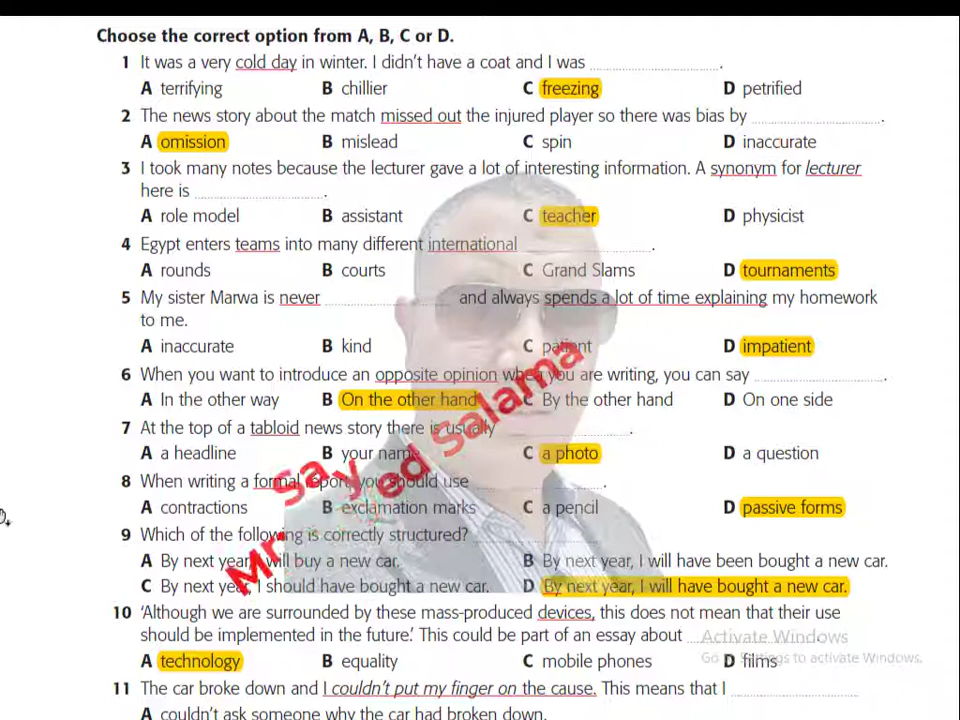 Choose the correct option from A, B, C or D.
1 It was a very cold day in winter. I didn't have a coat and I was ................ .
A terrifying B chillier C freezing D petrified
2 The news story about the match missed out the injured player so there was bias by ................ .
A omission B mislead C spin D inaccurate
3 I took many notes because the lecturer gave a lot of interesting information. A synonym for lecturer
here is ................ .
A role model B assistant C teacher D physicist
4 Egypt enters teams into many different international ................ .
A rounds B courts C Grand Slams D tournaments
5 My sister Marwa is never ................ and always spends a lot of time explaining my homework
to me.
A inaccurate B kind C patient D impatient
6 When you want to introduce an opposite opinion when you are writing, you can say ................ .
A In the other way B On the other hand C By the other hand D On one side
7 At the top of a tabloid news story there is usually ................ .
A a headline B your name C a photo D a question
8 When writing a formal report, you should use ................ .
A contractions B exclamation marks C a pencil D passive forms
9 Which of the following is correctly structured? ................
A By next year, I will buy a new car. B By next year, I will have been bought a new car.
C By next year, I should have bought a new car. D By next year, I will have bought a new car.
10 'Although we are surrounded by these mass-produced devices, this does not mean that their use
should be implemented in the future.' This could be part of an essay about ................ .
A technology B equality C mobile phones D films
11 The car broke down and I couldn't put my finger on the cause. This means that I ................
A couldn't ask someone why the car had broken down.
Mr. Sayed Salama
Activate Windows
Go to Settings to activate Windows.